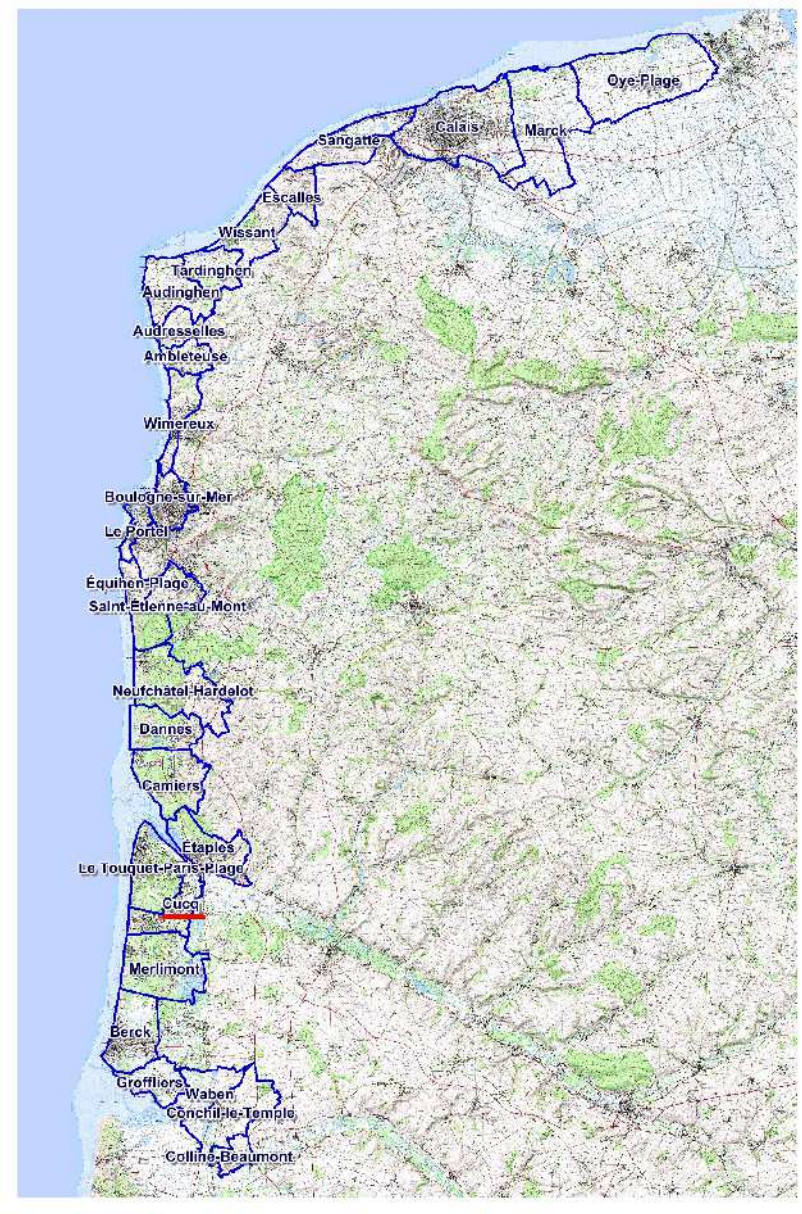 Oye-Plage
Calais
Marck
Sangatte
Escalles
Wissant
Tardinghen
Audinghen
Audresselles
Ambleteuse
Wimereux
Boulogne-sur-Mer
Le Portel
Équihen-Plage
Saint-Étienne-au-Mont
Neufchâtel-Hardelot
Dannes
Camiers
Étaples
Le Touquet-Paris-Plage
Cucq
Merlimont
Berck
Groffliers
Waben
Conchil-le-Temple
Colline-Beaumont